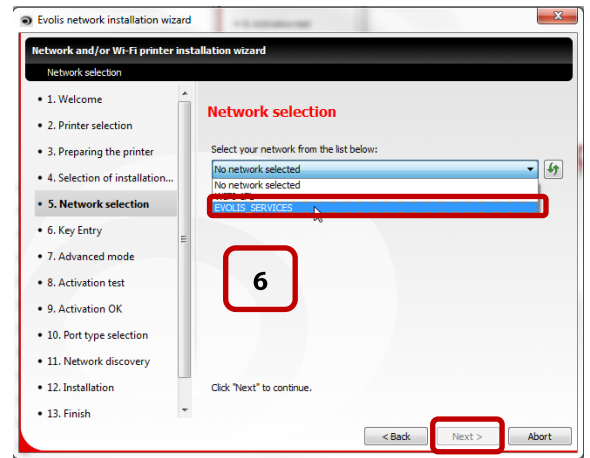 Evolis network installation wizard
Network and/or Wi-Fi printer installation wizard
Network selection
• 1. Welcome
• 2. Printer selection
• 3. Preparing the printer
• 4. Selection of installation...
• 5. Network selection
• 6. Key Entry
• 7. Advanced mode
• 8. Activation test
• 9. Activation OK
• 10. Port type selection
• 11. Network discovery
• 12. Installation
• 13. Finish
Network selection
Select your network from the list below:
No network selected
No network selected
EVOLIS_SERVICES
6
Click "Next" to continue.
< Back
Next >
Abort